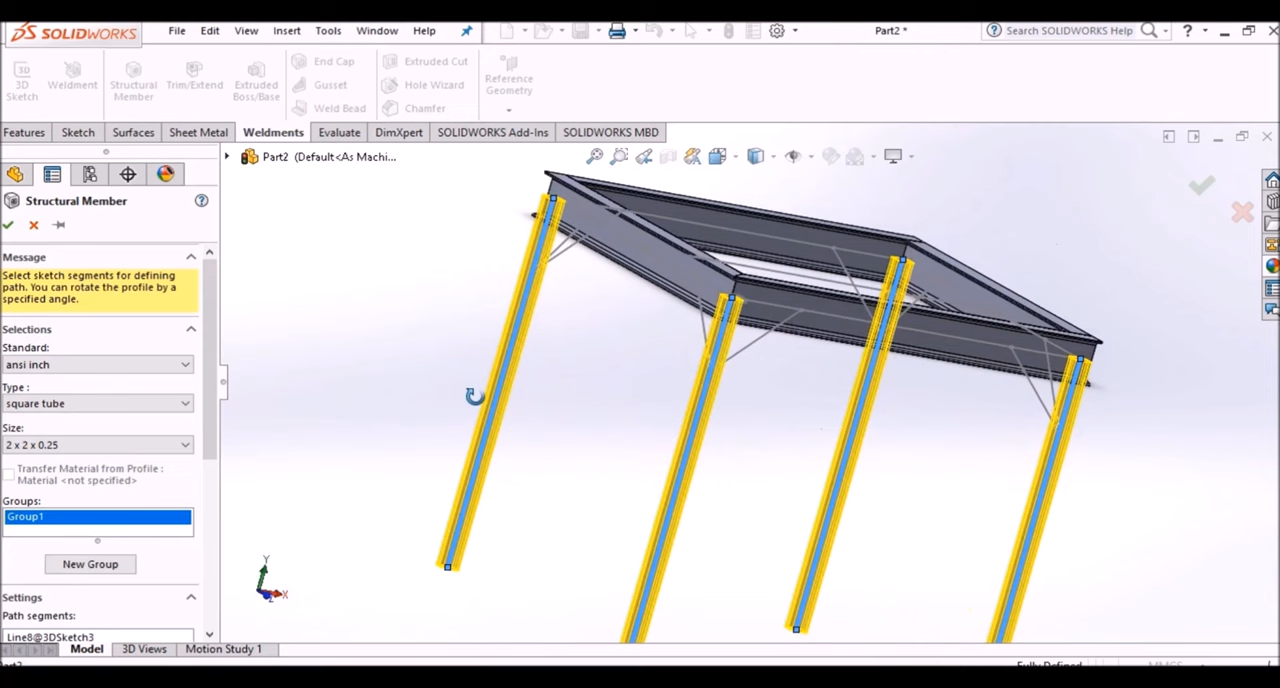 SOLIDWORKS File Edit View Insert Tools Window Help Part2 * Search SOLIDWORKS Help ?
3D Sketch Weldment Structural Member Trim/Extend Extruded Boss/Base End Cap Gusset Weld Bead Extruded Cut Hole Wizard Chamfer Reference Geometry
Features Sketch Surfaces Sheet Metal Weldments Evaluate DimXpert SOLIDWORKS Add-Ins SOLIDWORKS MBD
Part2 (Default<As Machi...
Structural Member
Message
Select sketch segments for defining
path. You can rotate the profile by a
specified angle.
Selections
Standard:
ansi inch
Type :
square tube
Size:
2 x 2 x 0.25
Transfer Material from Profile :
Material <not specified>
Groups:
Group1
New Group
Settings
Path segments:
Line8@3DSketch3
Y
X
Z
Model 3D Views Motion Study 1